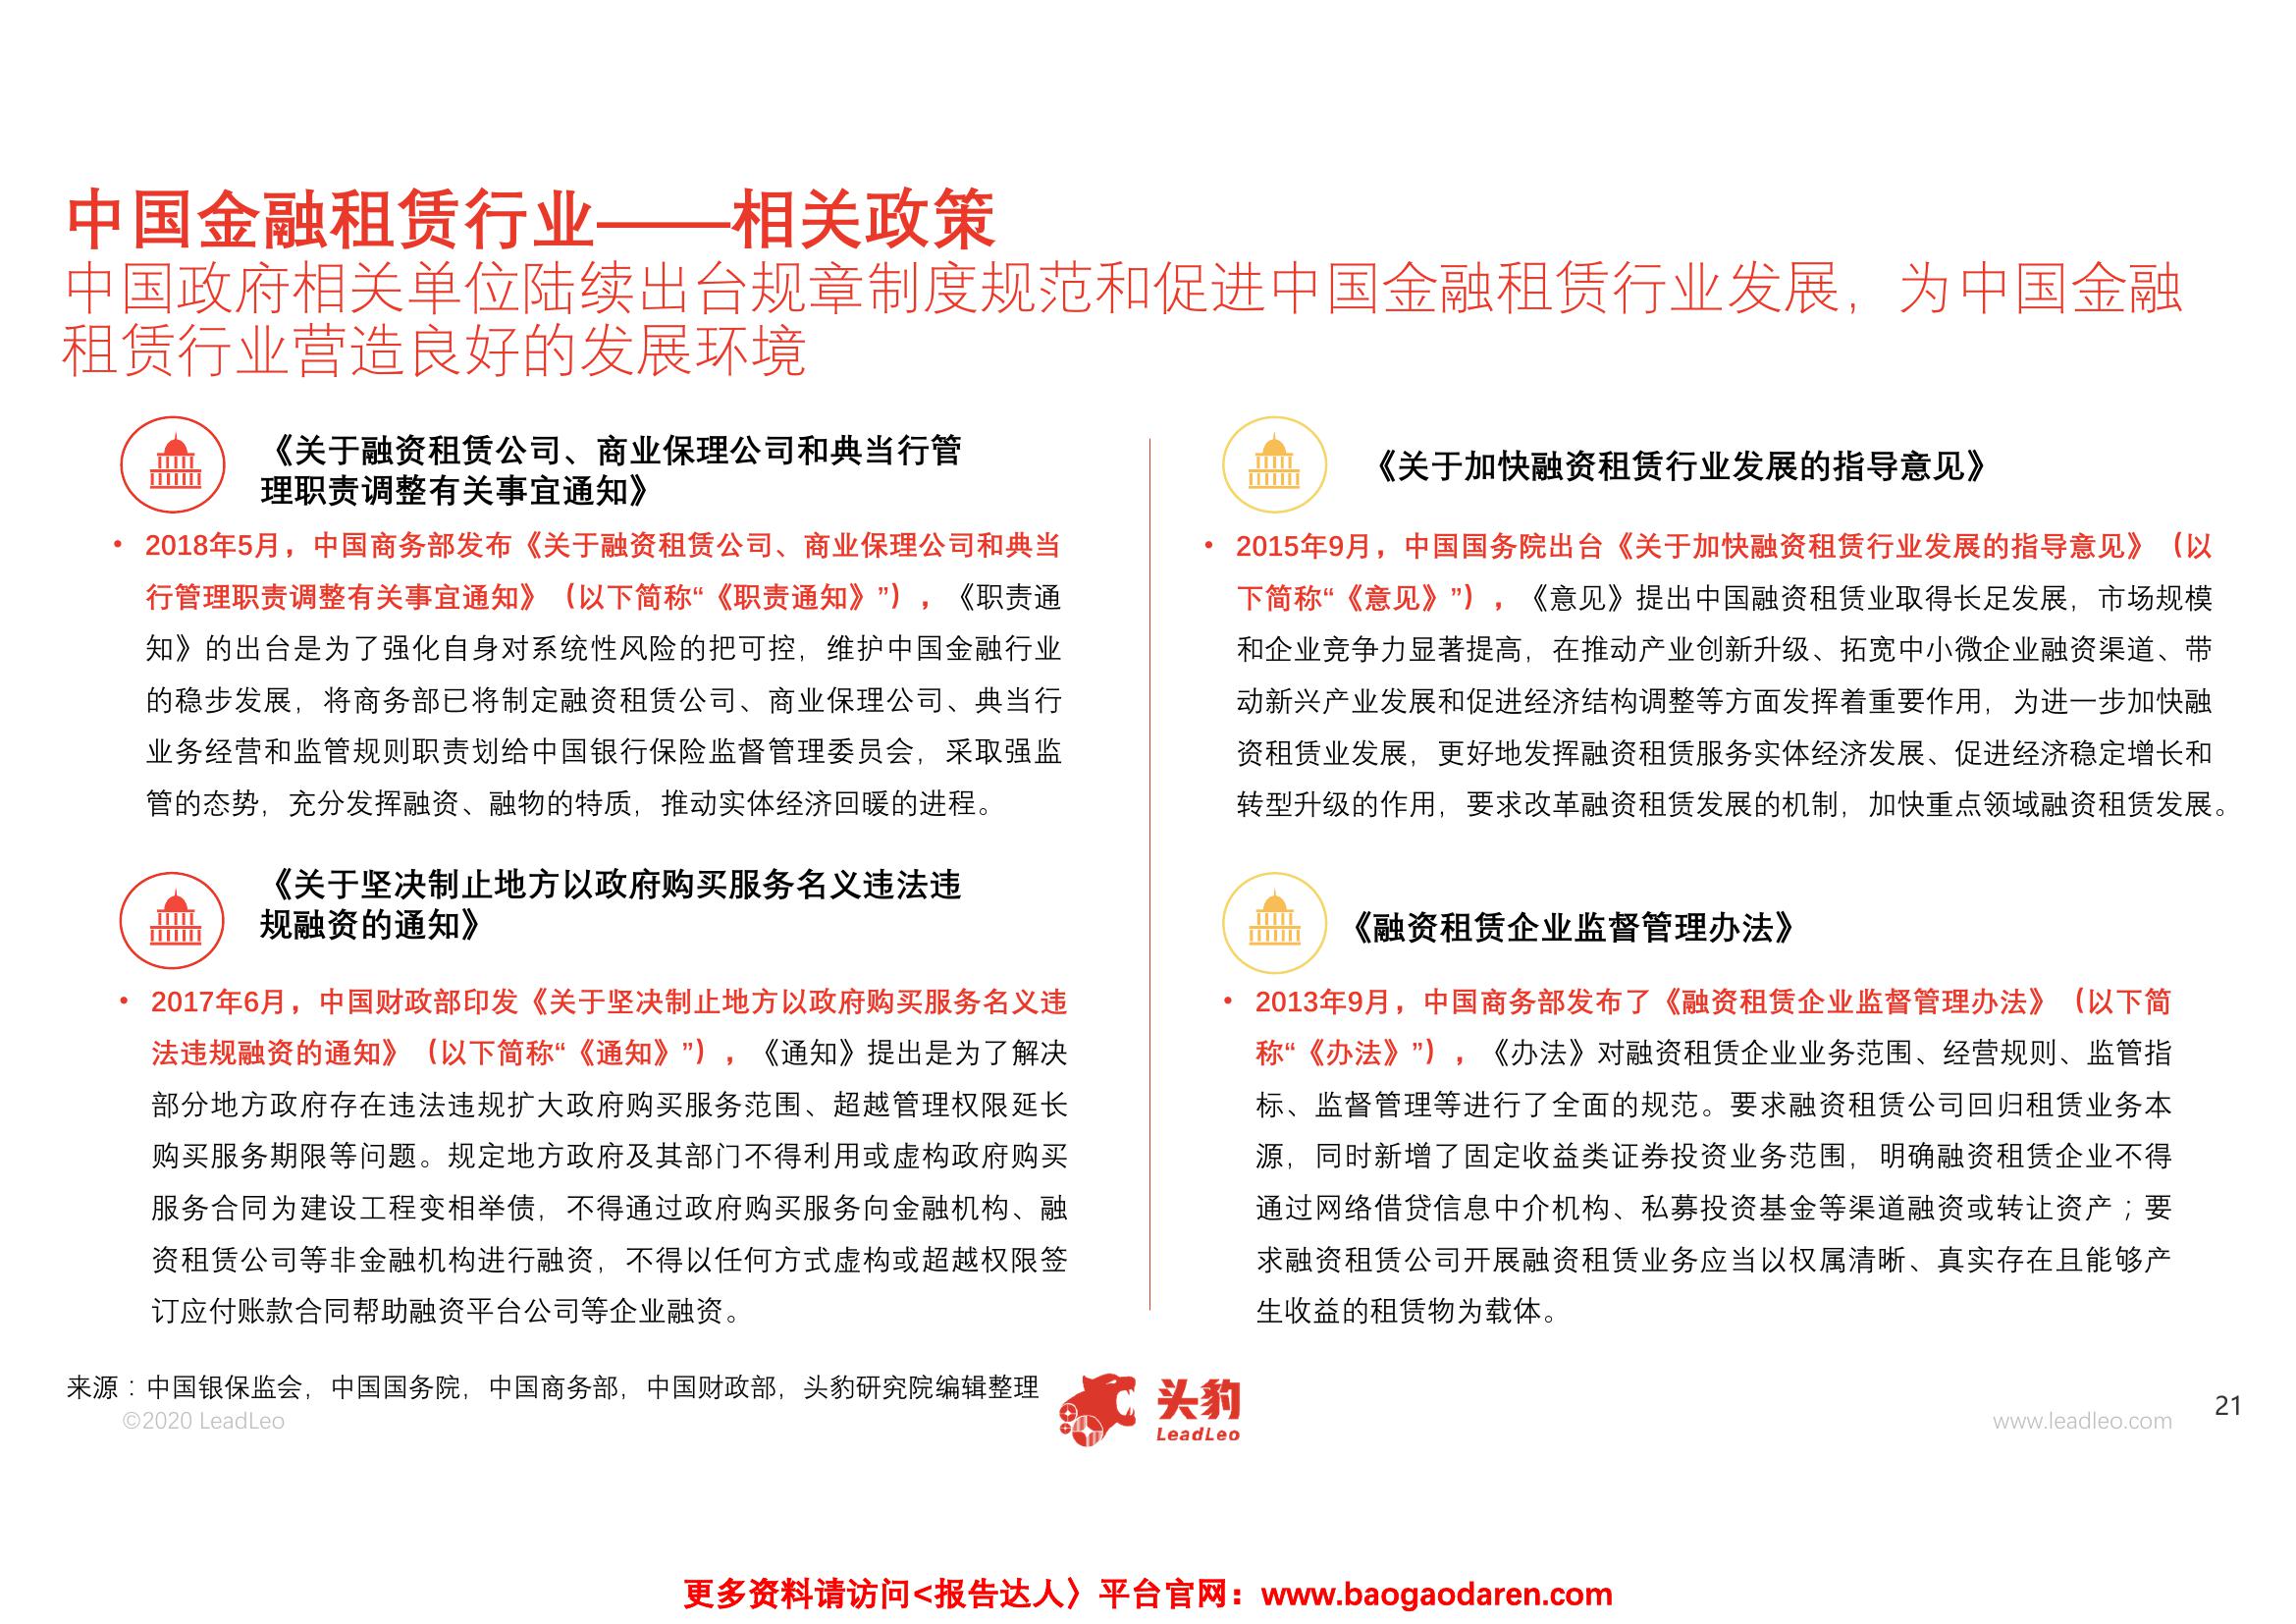 中国金融租赁行业——相关政策
中国政府相关单位陆续出台规章制度规范和促进中国金融租赁行业发展，为中国金融
租赁行业营造良好的发展环境
《关于融资租赁公司、商业保理公司和典当行管
理职责调整有关事宜通知》
• 2018年5月，中国商务部发布《关于融资租赁公司、商业保理公司和典当
行管理职责调整有关事宜通知》（以下简称“《职责通知》”），《职责通
知》的出台是为了强化自身对系统性风险的把可控，维护中国金融行业
的稳步发展，将商务部已将制定融资租赁公司、商业保理公司、典当行
业务经营和监管规则职责划给中国银行保险监督管理委员会，采取强监
管的态势，充分发挥融资、融物的特质，推动实体经济回暖的进程。
《关于坚决制止地方以政府购买服务名义违法违
规融资的通知》
• 2017年6月，中国财政部印发《关于坚决制止地方以政府购买服务名义违
法违规融资的通知》（以下简称“《通知》”），《通知》提出是为了解决
部分地方政府存在违法违规扩大政府购买服务范围、超越管理权限延长
购买服务期限等问题。规定地方政府及其部门不得利用或虚构政府购买
服务合同为建设工程变相举债，不得通过政府购买服务向金融机构、融
资租赁公司等非金融机构进行融资，不得以任何方式虚构或超越权限签
订应付账款合同帮助融资平台公司等企业融资。
《关于加快融资租赁行业发展的指导意见》
• 2015年9月，中国国务院出台《关于加快融资租赁行业发展的指导意见》（以
下简称“《意见》”），《意见》提出中国融资租赁业取得长足发展，市场规模
和企业竞争力显著提高，在推动产业创新升级、拓宽中小微企业融资渠道、带
动新兴产业发展和促进经济结构调整等方面发挥着重要作用，为进一步加快融
资租赁业发展，更好地发挥融资租赁服务实体经济发展、促进经济稳定增长和
转型升级的作用，要求改革融资租赁发展的机制，加快重点领域融资租赁发展。
《融资租赁企业监督管理办法》
• 2013年9月，中国商务部发布了《融资租赁企业监督管理办法》（以下简
称“《办法》”），《办法》对融资租赁企业业务范围、经营规则、监管指
标、监督管理等进行了全面的规范。要求融资租赁公司回归租赁业务本
源，同时新增了固定收益类证券投资业务范围，明确融资租赁企业不得
通过网络借贷信息中介机构、私募投资基金等渠道融资或转让资产；要
求融资租赁公司开展融资租赁业务应当以权属清晰、真实存在且能够产
生收益的租赁物为载体。
来源：中国银保监会，中国国务院，中国商务部，中国财政部，头豹研究院编辑整理
©2020 LeadLeo
头豹
LeadLeo
www.leadleo.com
21
更多资料请访问<报告达人〉平台官网：www.baogaodaren.com